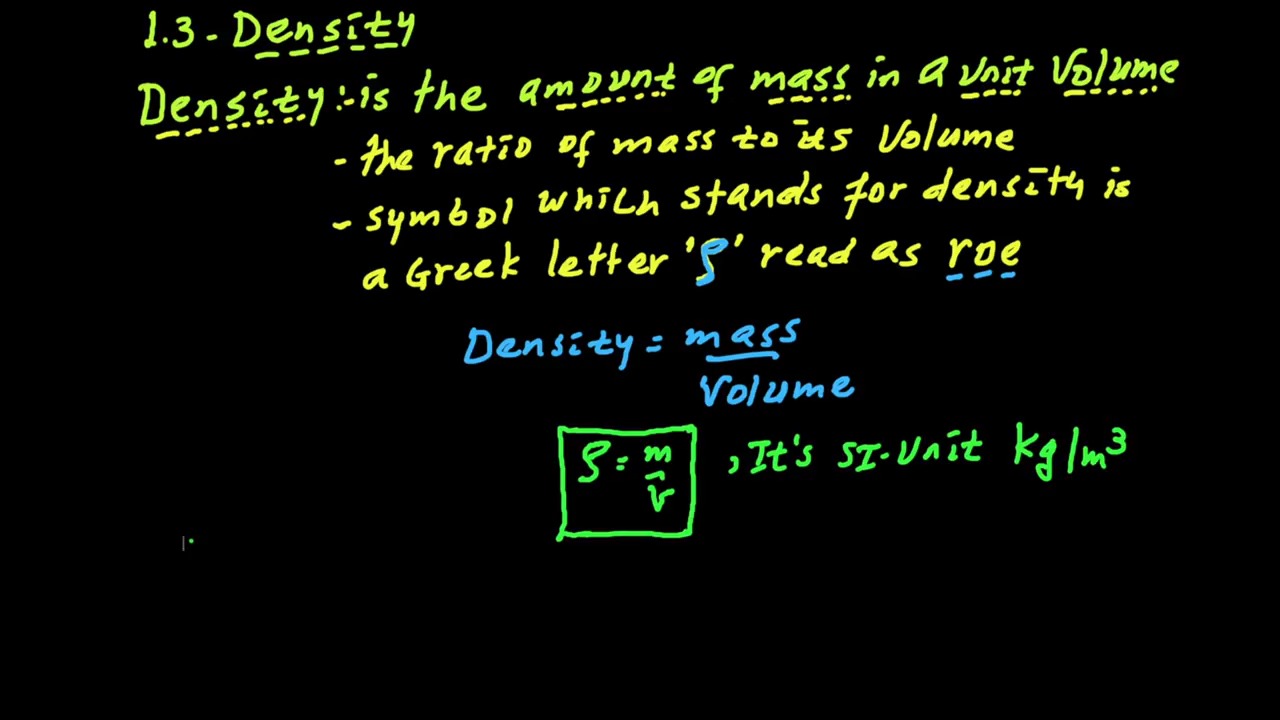 1.3 - Density
Density :- is the amount of mass in a unit volume
- the ratio of mass to its volume
- symbol which stands for density is
a Greek letter 'ρ' read as roe
Density = mass
Volume
ρ = m , It's SI-Unit kg/m³
v